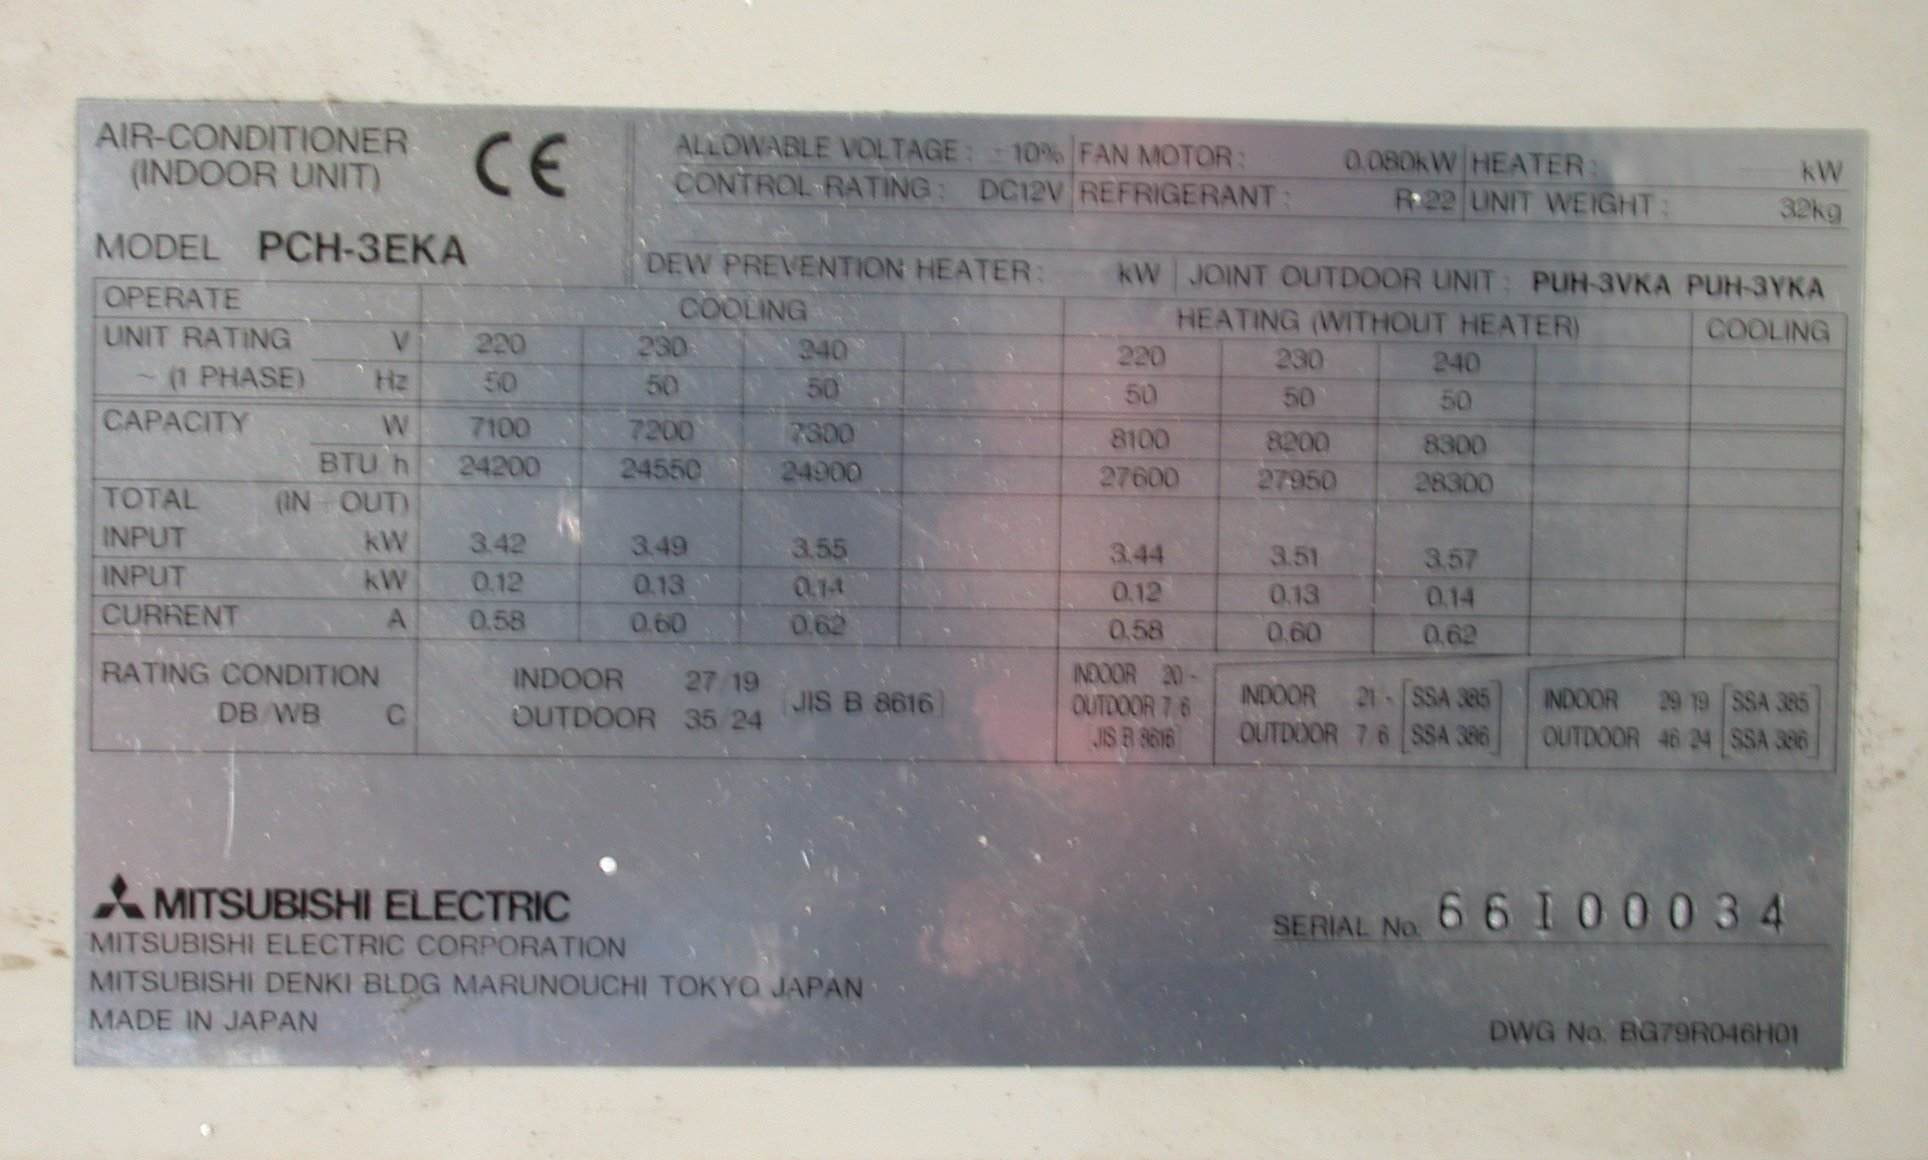 AIR-CONDITIONER
(INDOOR UNIT)
CE
MODEL PCH-3EKA
ALLOWABLE VOLTAGE : 10% FAN MOTOR : 0.080kW HEATER : kW
CONTROL RATING : DC12V REFRIGERANT : R-22 UNIT WEIGHT : 32kg
DEW PREVENTION HEATER : kW JOINT OUTDOOR UNIT : PUH-3VKA PUH-3YKA
OPERATE COOLING HEATING (WITHOUT HEATER) COOLING
UNIT RATING V 220 230 240 220 230 240
~ (1 PHASE) Hz 50 50 50 50 50 50
CAPACITY W 7100 7200 7300 8100 8200 8300
BTU h 24200 24550 24900 27600 27950 28300
TOTAL (IN + OUT)
INPUT kW 3.42 3.49 3.55 3.44 3.51 3.57
INPUT kW 0.12 0.13 0.14 0.12 0.13 0.14
CURRENT A 0.58 0.60 0.62 0.58 0.60 0.62
RATING CONDITION
DB/WB C
INDOOR 27/19
OUTDOOR 35/24
[JIS B 8616]
INDOOR 20 -
OUTDOOR 7 6
[JIS B 8616]
INDOOR 21 - [SSA 385]
OUTDOOR 7 6 [SSA 386]
INDOOR 29 19 [SSA 385]
OUTDOOR 46 24 [SSA 386]
MITSUBISHI ELECTRIC
MITSUBISHI ELECTRIC CORPORATION
MITSUBISHI DENKI BLDG MARUNOUCHI TOKYO JAPAN
MADE IN JAPAN
SERIAL No. 66I00034
DWG No. BG79R046H01